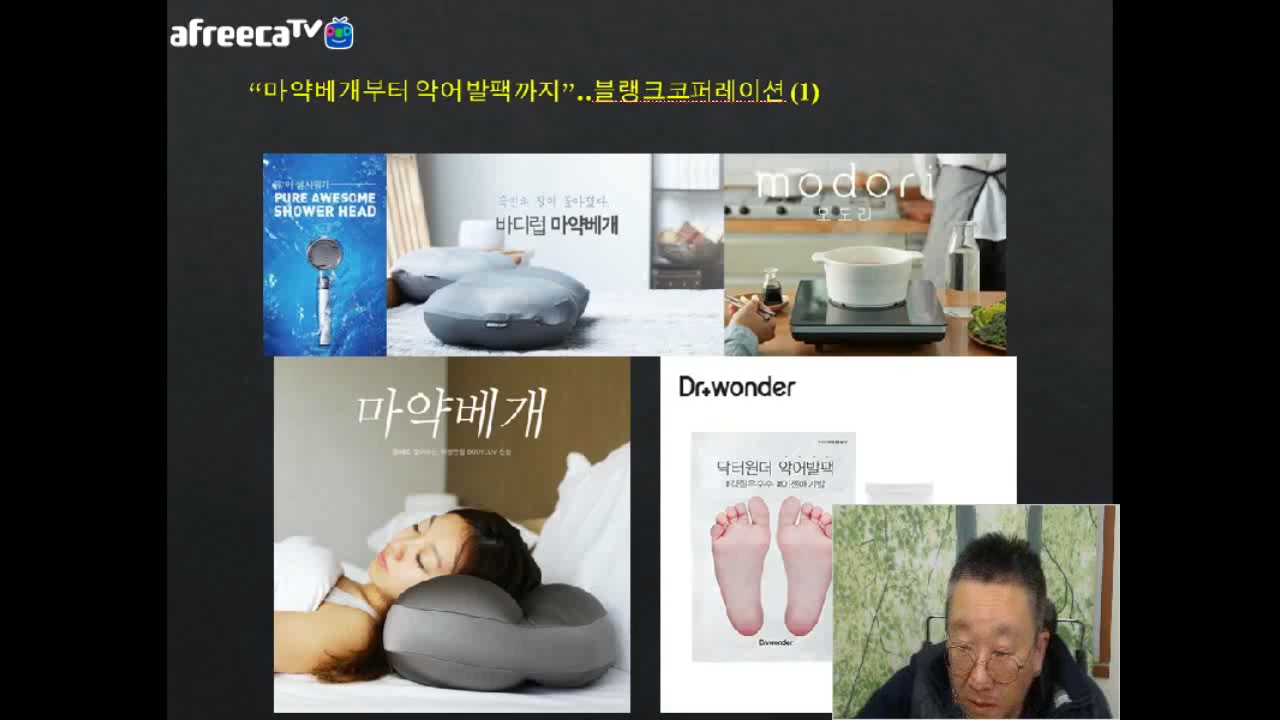 afreecaTV
“마약베개부터 악어발팩까지”..블랭크코퍼레이션 (1)
PURE AWESOME
SHOWER HEAD
바디럽 마약베개
modori
모도리
마약베개
Dr+wonder
닥터원더 악어발팩
Dr+wonder